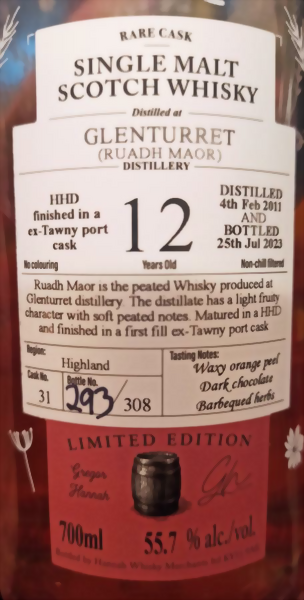 RARE CASK
SINGLE MALT
SCOTCH WHISKY
Distilled at
GLENTURRET
(RUADH MAOR)
DISTILLERY
HHD
finished in a
ex-Tawny port
cask
No colouring
12
Years Old
DISTILLED
4th Feb 2011
AND
BOTTLED
25th Jul 2023
Non-chill filtered
Ruadh Maor is the peated Whisky produced at
Glenturret distillery. The distillate has a light fruity
character with soft peated notes. Matured in a HHD
and finished in a first fill ex-Tawny port cask
Region:
Highland
Cask No.
31
Bottle No.
293/308
Tasting Notes:
Waxy orange peel
Dark chocolate
Barbequed herbs
LIMITED EDITION
Gregor
Hannah
700ml
55.7 % alc./vol.
Bottled by Hannah Whisky Merchants